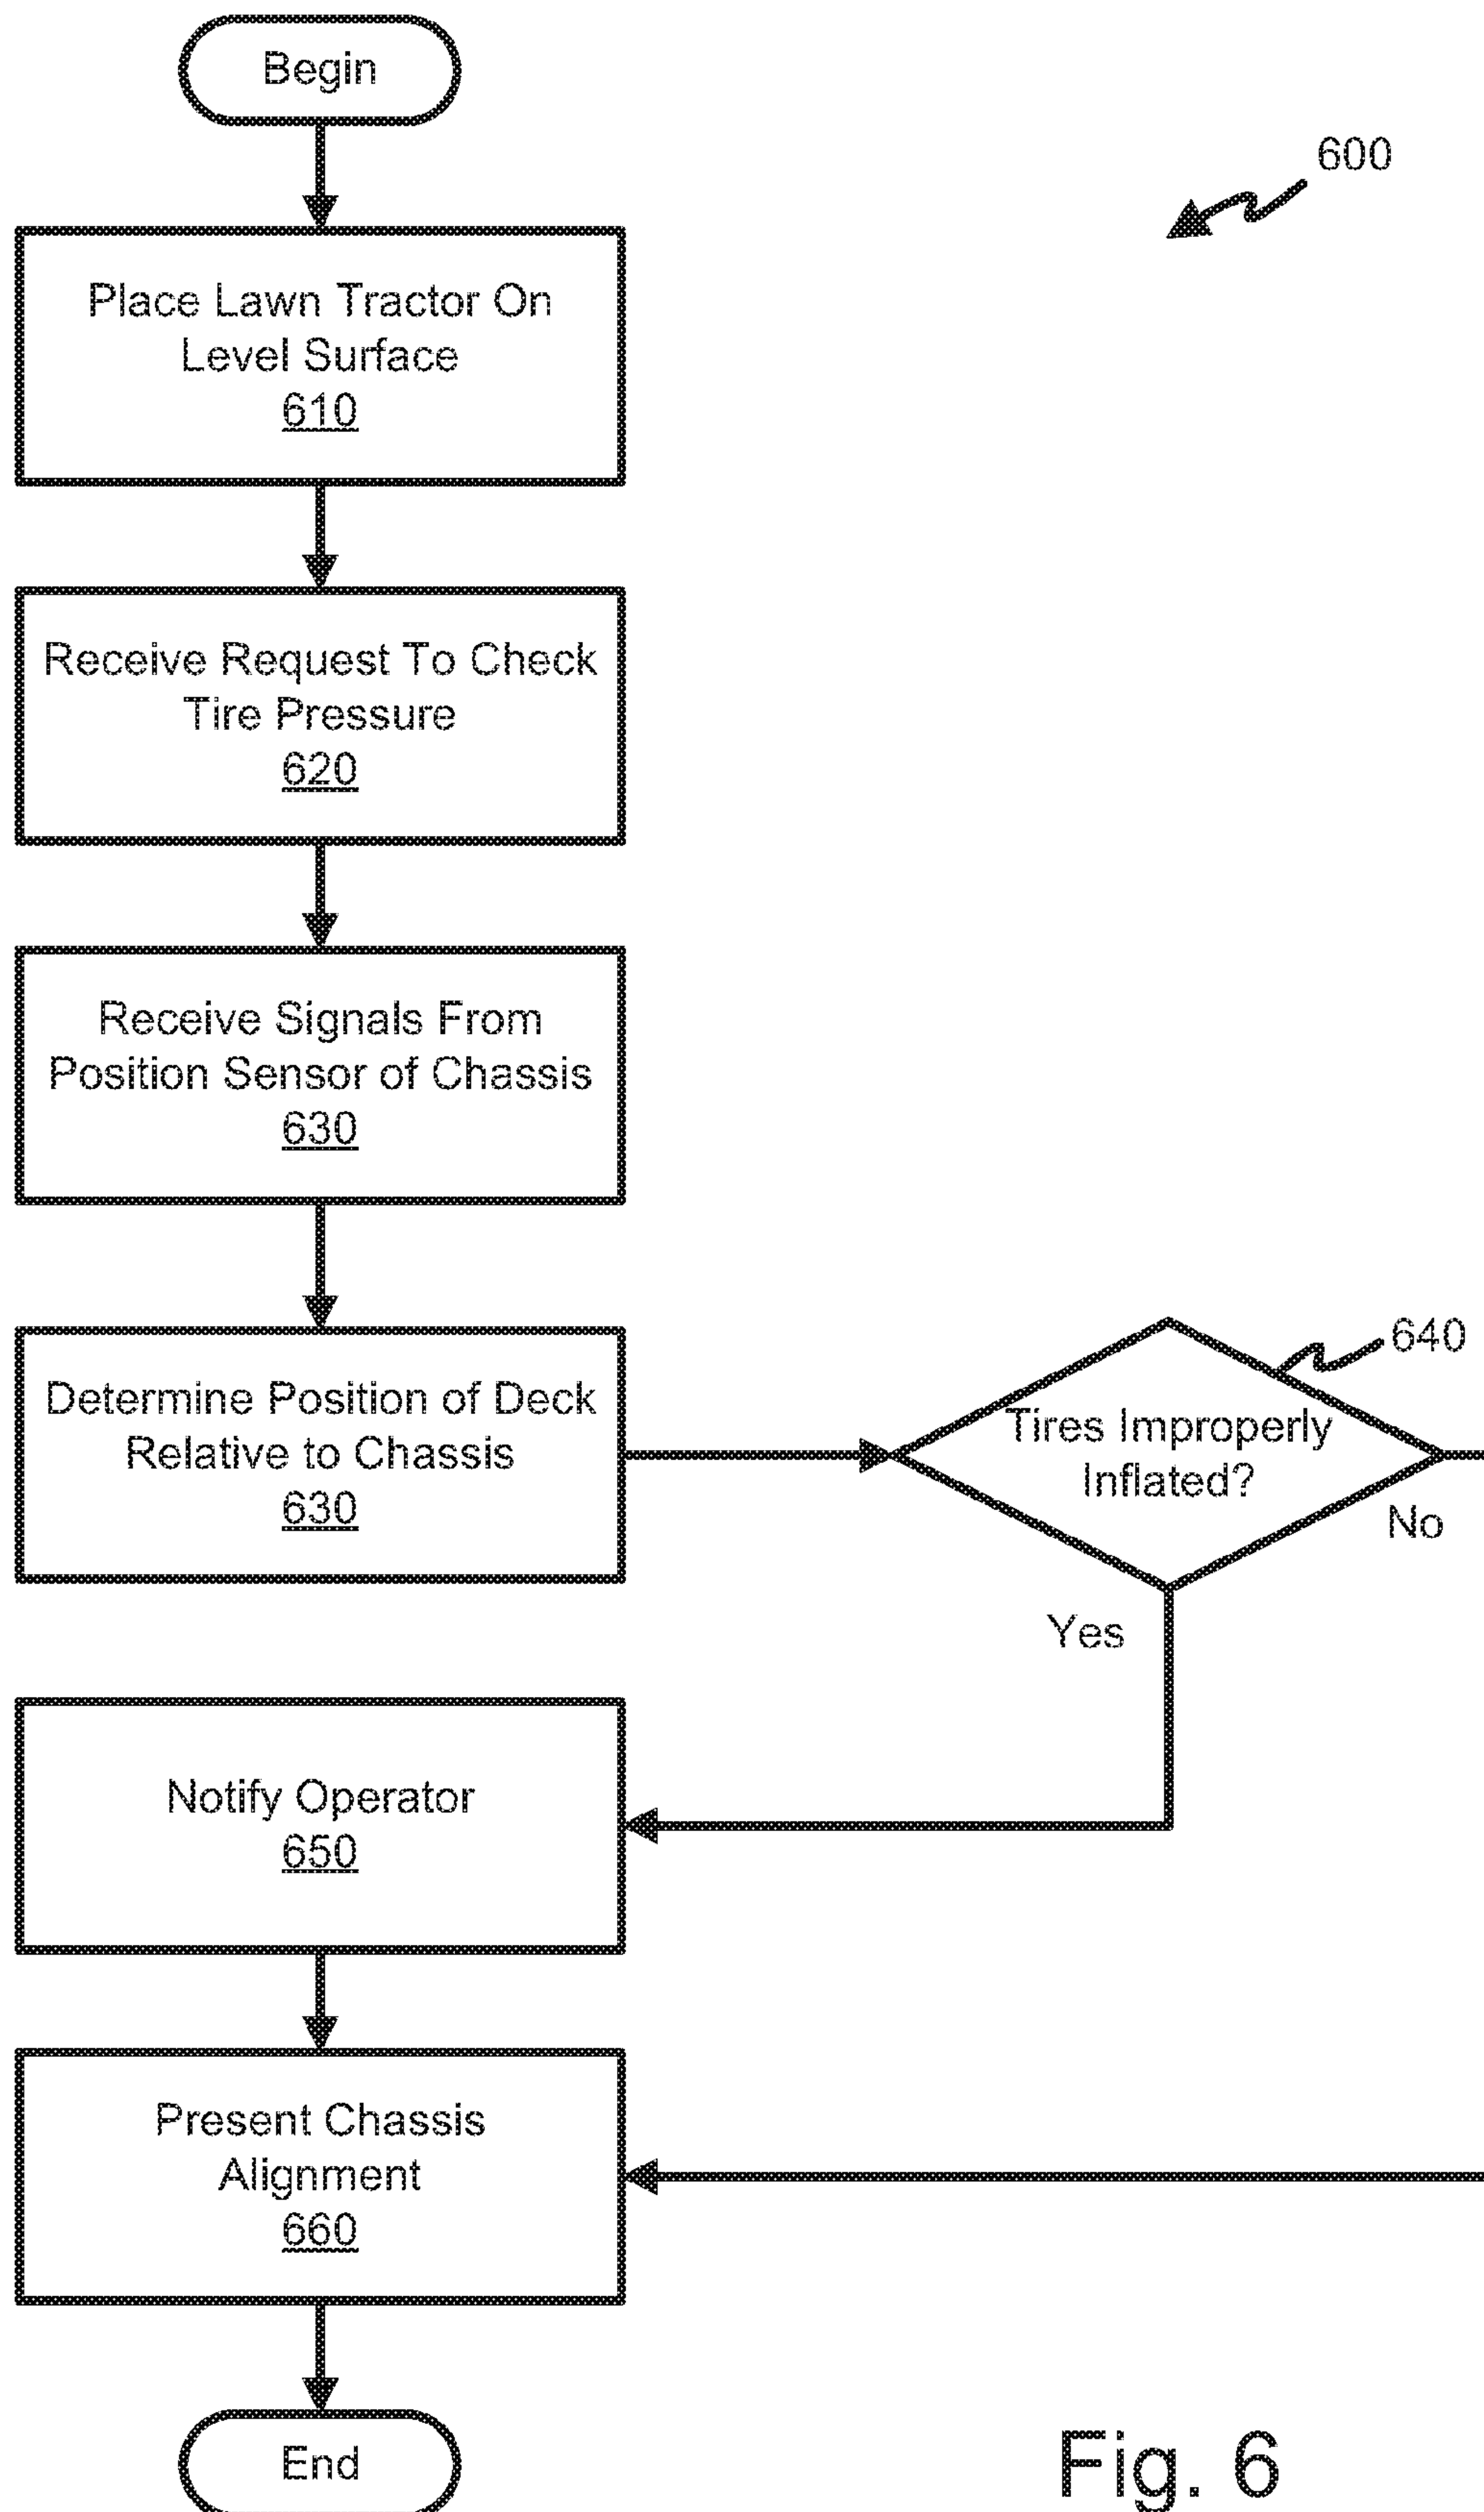 Begin
600
Place Lawn Tractor On
Level Surface
610
Receive Request To Check
Tire Pressure
620
Receive Signals From
Position Sensor of Chassis
630
Determine Position of Deck
Relative to Chassis
630
640
Tires Improperly
Inflated?
No
Yes
Notify Operator
650
Present Chassis
Alignment
660
End
Fig. 6